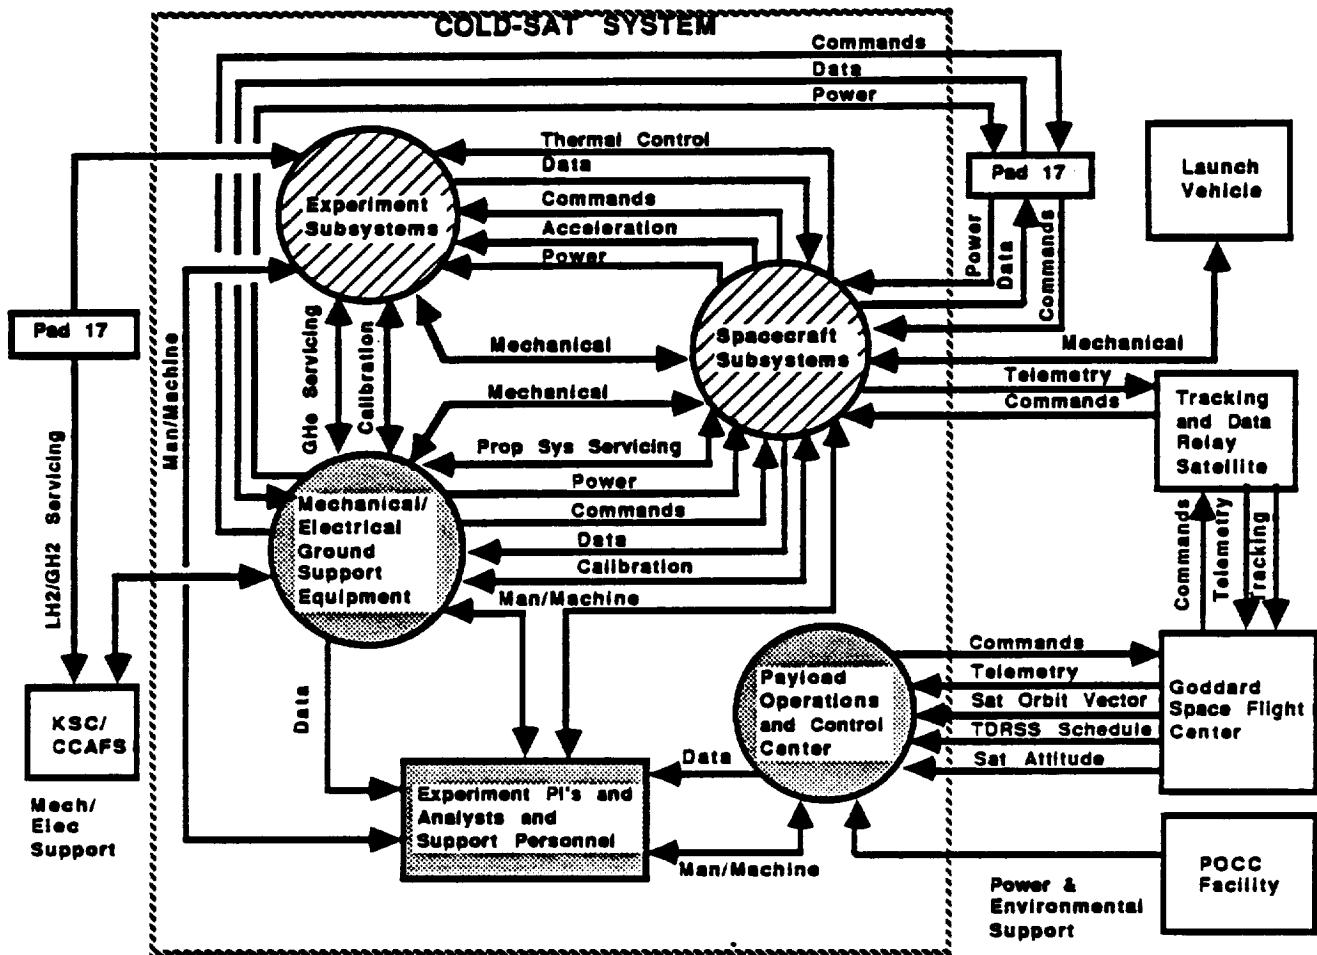 COLD-SAT SYSTEM
Commands
Data
Power
Thermal Control
Data
Commands
Acceleration
Power
Experiment
Subsystems
Pad 17
Launch
Vehicle
Power
Data
Commands
Pad 17
Man/Machine
GHe Servicing
Calibration
Mechanical
Spacecraft
Subsystems
Mechanical
Mechanical
Telemetry
Commands
Tracking
and Data
Relay
Satellite
Prop Sys Servicing
Power
Commands
Data
Calibration
Man/Machine
LH2/GH2 Servicing
Mechanical/
Electrical
Ground
Support
Equipment
Commands
Telemetry
Tracking
Commands
Telemetry
Sat Orbit Vector
TDRSS Schedule
Sat Attitude
Payload
Operations
and Control
Center
Goddard
Space Flight
Center
KSC/
CCAFS
Mech/
Elec
Support
Data
Data
Experiment PI's and
Analysts and
Support Personnel
Man/Machine
Power &
Environmental
Support
POCC
Facility